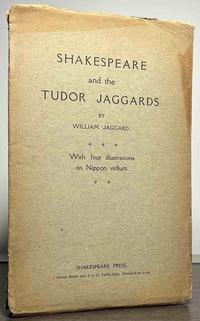 SHAKESPEARE
and the
TUDOR JAGGARDS
BY
WILLIAM JAGGARD.
With four illustrations
on Nippon vellum.
SHAKESPEARE PRESS,